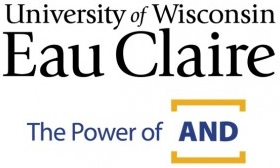 University of Wisconsin
Eau Claire
The Power of AND